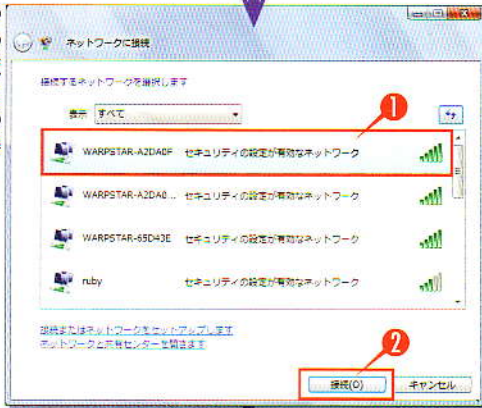 ネットワークに接続
接続するネットワークを選択します
表示 すべて
1
WARPSTAR-A2DA0F セキュリティの設定が有効なネットワーク
WARPSTAR-A2DA0... セキュリティの設定が有効なネットワーク
WARPSTAR-65D43E セキュリティの設定が有効なネットワーク
ruby セキュリティの設定が有効なネットワーク
接続またはネットワークをセットアップします
ネットワークと共有センターを開きます
2
接続(O) キャンセル